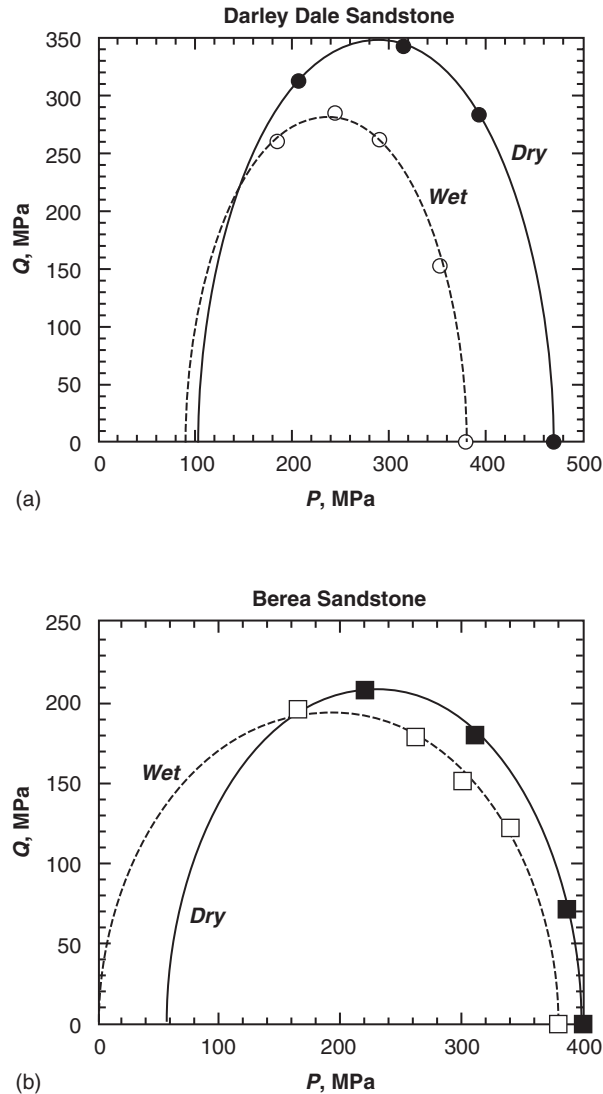 Darley Dale Sandstone
350
300
250
200
150
100
50
0
Q, MPa
Dry
Wet
0 100 200 300 400 500
(a)
P, MPa
Berea Sandstone
250
200
150
100
50
0
Q, MPa
Wet
Dry
0 100 200 300 400
(b)
P, MPa